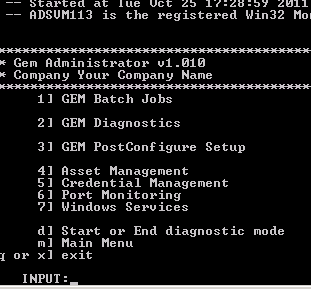 -- Started at Tue Oct 25 17:28:59 2011
-- ADSVM113 is the registered Win32 Mo
****************************************
* Gem Administrator v1.010
* Company Your Company Name
****************************************
1] GEM Batch Jobs
2] GEM Diagnostics
3] GEM PostConfigure Setup
4] Asset Management
5] Credential Management
6] Port Monitoring
7] Windows Services
d] Start or End diagnostic mode
m] Main Menu
q or x] exit
INPUT:_